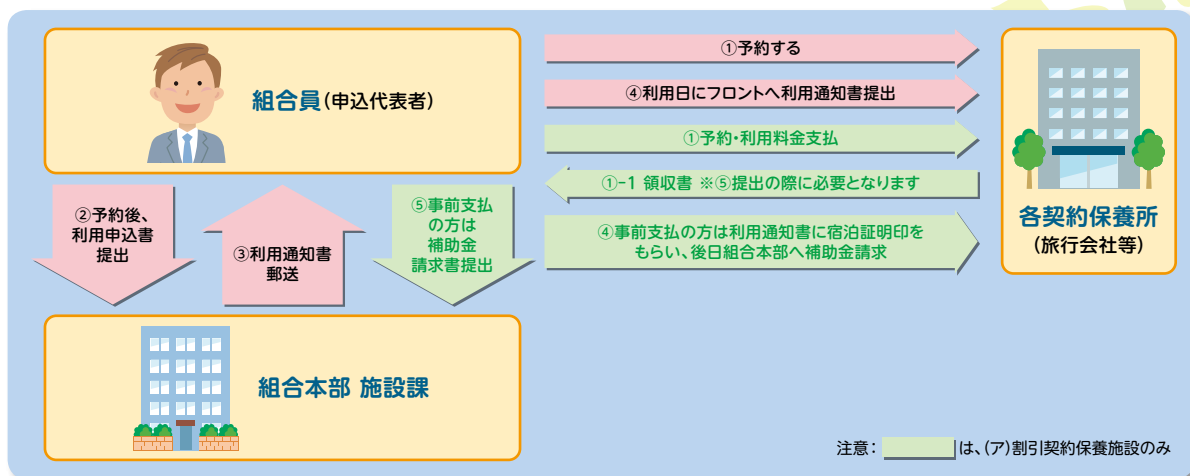 組合員(申込代表者)
①予約する
④利用日にフロントへ利用通知書提出
①予約・利用料金支払
①-1 領収書 ※⑤提出の際に必要となります
④事前支払の方は利用通知書に宿泊証明印を
もらい、後日組合本部へ補助金請求
各契約保養所
(旅行会社等)
②予約後、
利用申込書
提出
③利用通知書
郵送
⑤事前支払
の方は
補助金
請求書提出
組合本部 施設課
注意： は、(ア)割引契約保養施設のみ